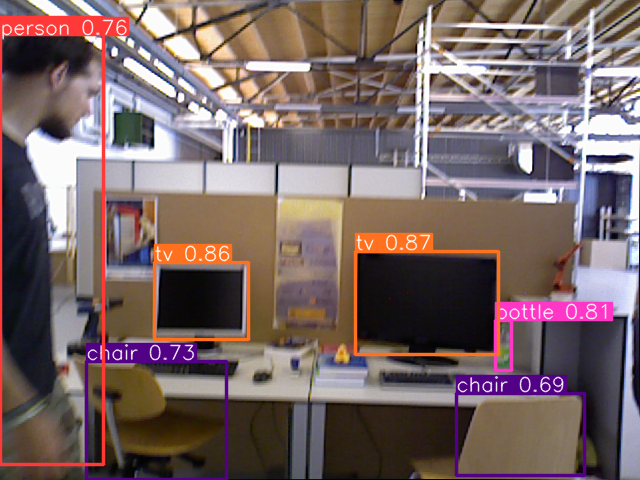 person 0.76
tv 0.86
tv 0.87
bottle 0.81
chair 0.73
chair 0.69